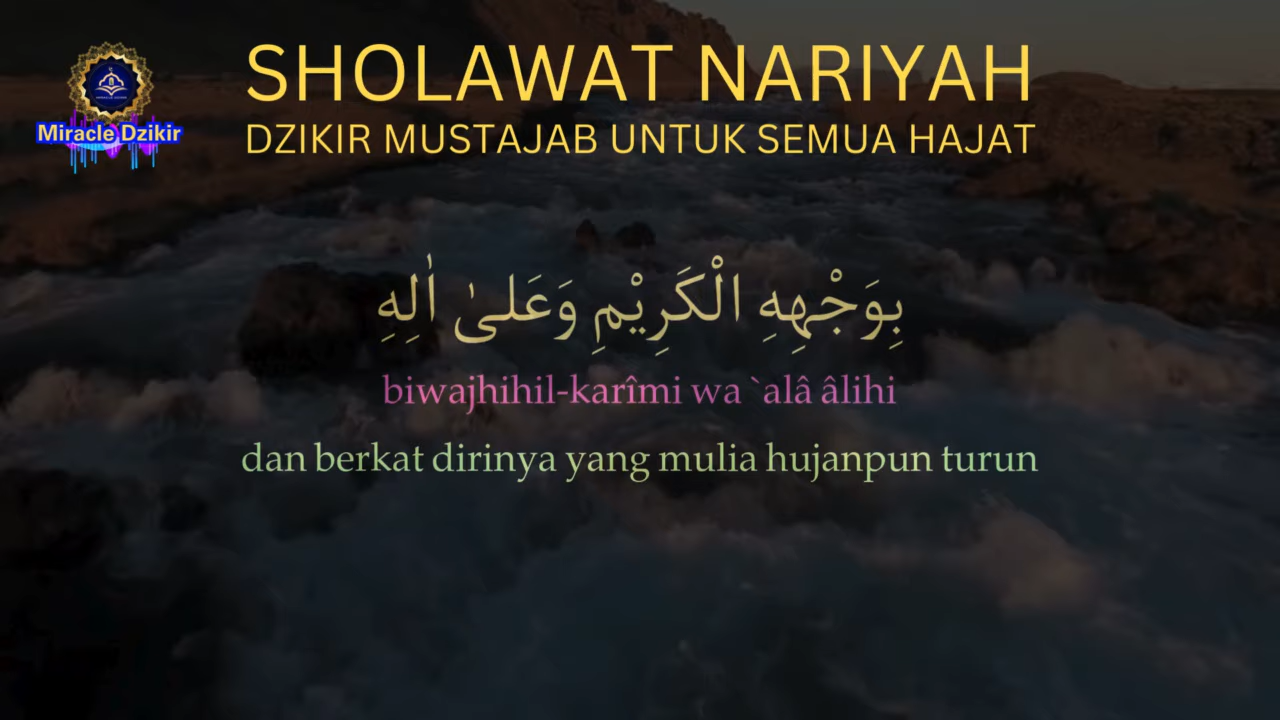 SHOLAWAT NARIYAH
DZIKIR MUSTAJAB UNTUK SEMUA HAJAT
Miracle Dzikir
بِوَجْهِهِ الْكَرِيْمِ وَعَلىٰ اٰلِهِ
biwajhihil-karîmi wa `alâ âlihi
dan berkat dirinya yang mulia hujanpun turun